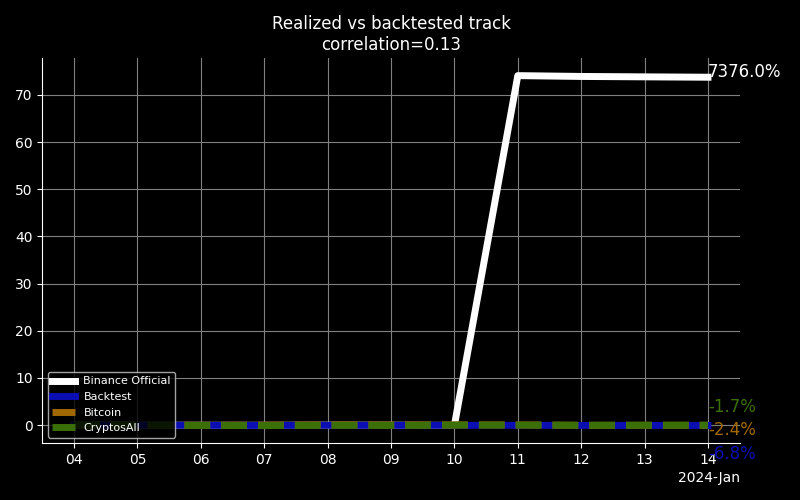 Realized vs backtested track
correlation=0.13
7376.0%
70
60
50
40
30
20
10
0
Binance Official
Backtest
Bitcoin
CryptosAll
-1.7%
-2.4%
-6.8%
04 05 06 07 08 09 10 11 12 13 14
2024-Jan